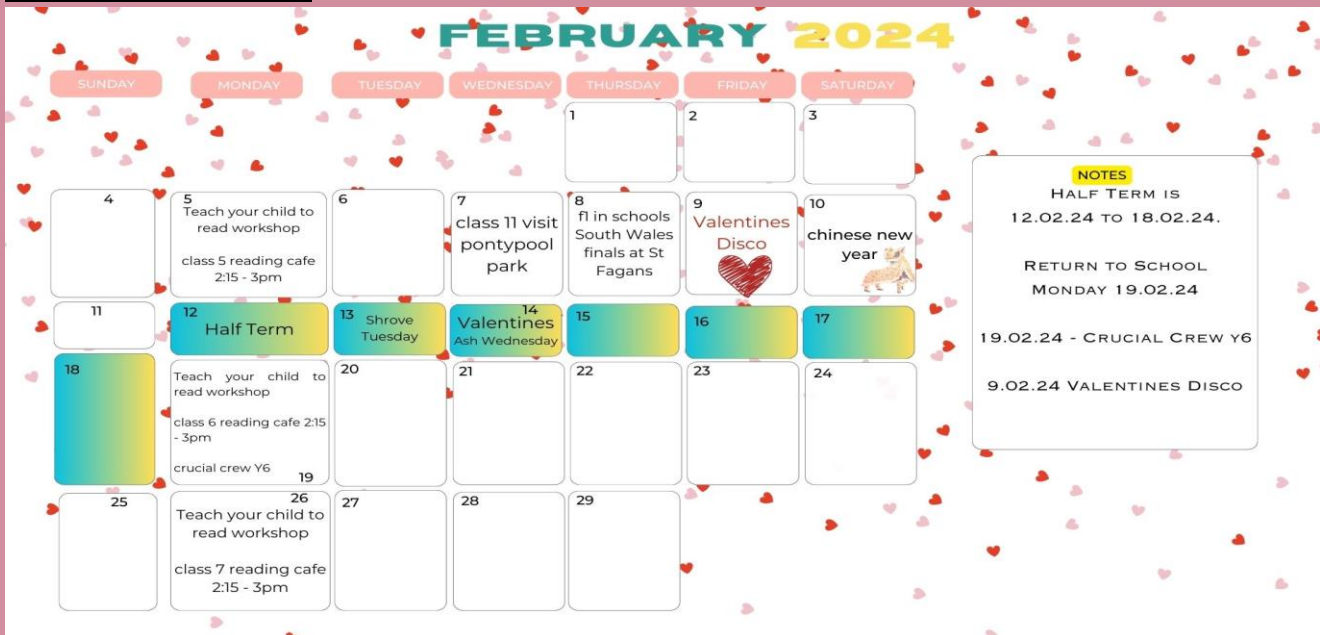 FEBRUARY 2024
SUNDAY MONDAY TUESDAY WEDNESDAY THURSDAY FRIDAY SATURDAY
1
2
3
4
5
Teach your child to
read workshop
class 5 reading cafe
2:15 - 3pm
6
7
class 11 visit
pontypool
park
8
f1 in schools
South Wales
finals at St
Fagans
9
Valentines
Disco
10
chinese new
year
11
12
Half Term
13
Shrove
Tuesday
14
Valentines
Ash Wednesday
15
16
17
18
Teach your child to
read workshop
class 6 reading cafe 2:15
- 3pm
crucial crew Y6
19
20
21
22
23
24
25
26
Teach your child to
read workshop
class 7 reading cafe
2:15 - 3pm
27
28
29
NOTES
HALF TERM IS
12.02.24 TO 18.02.24.
RETURN TO SCHOOL
MONDAY 19.02.24
19.02.24 - CRUCIAL CREW Y6
9.02.24 VALENTINES DISCO